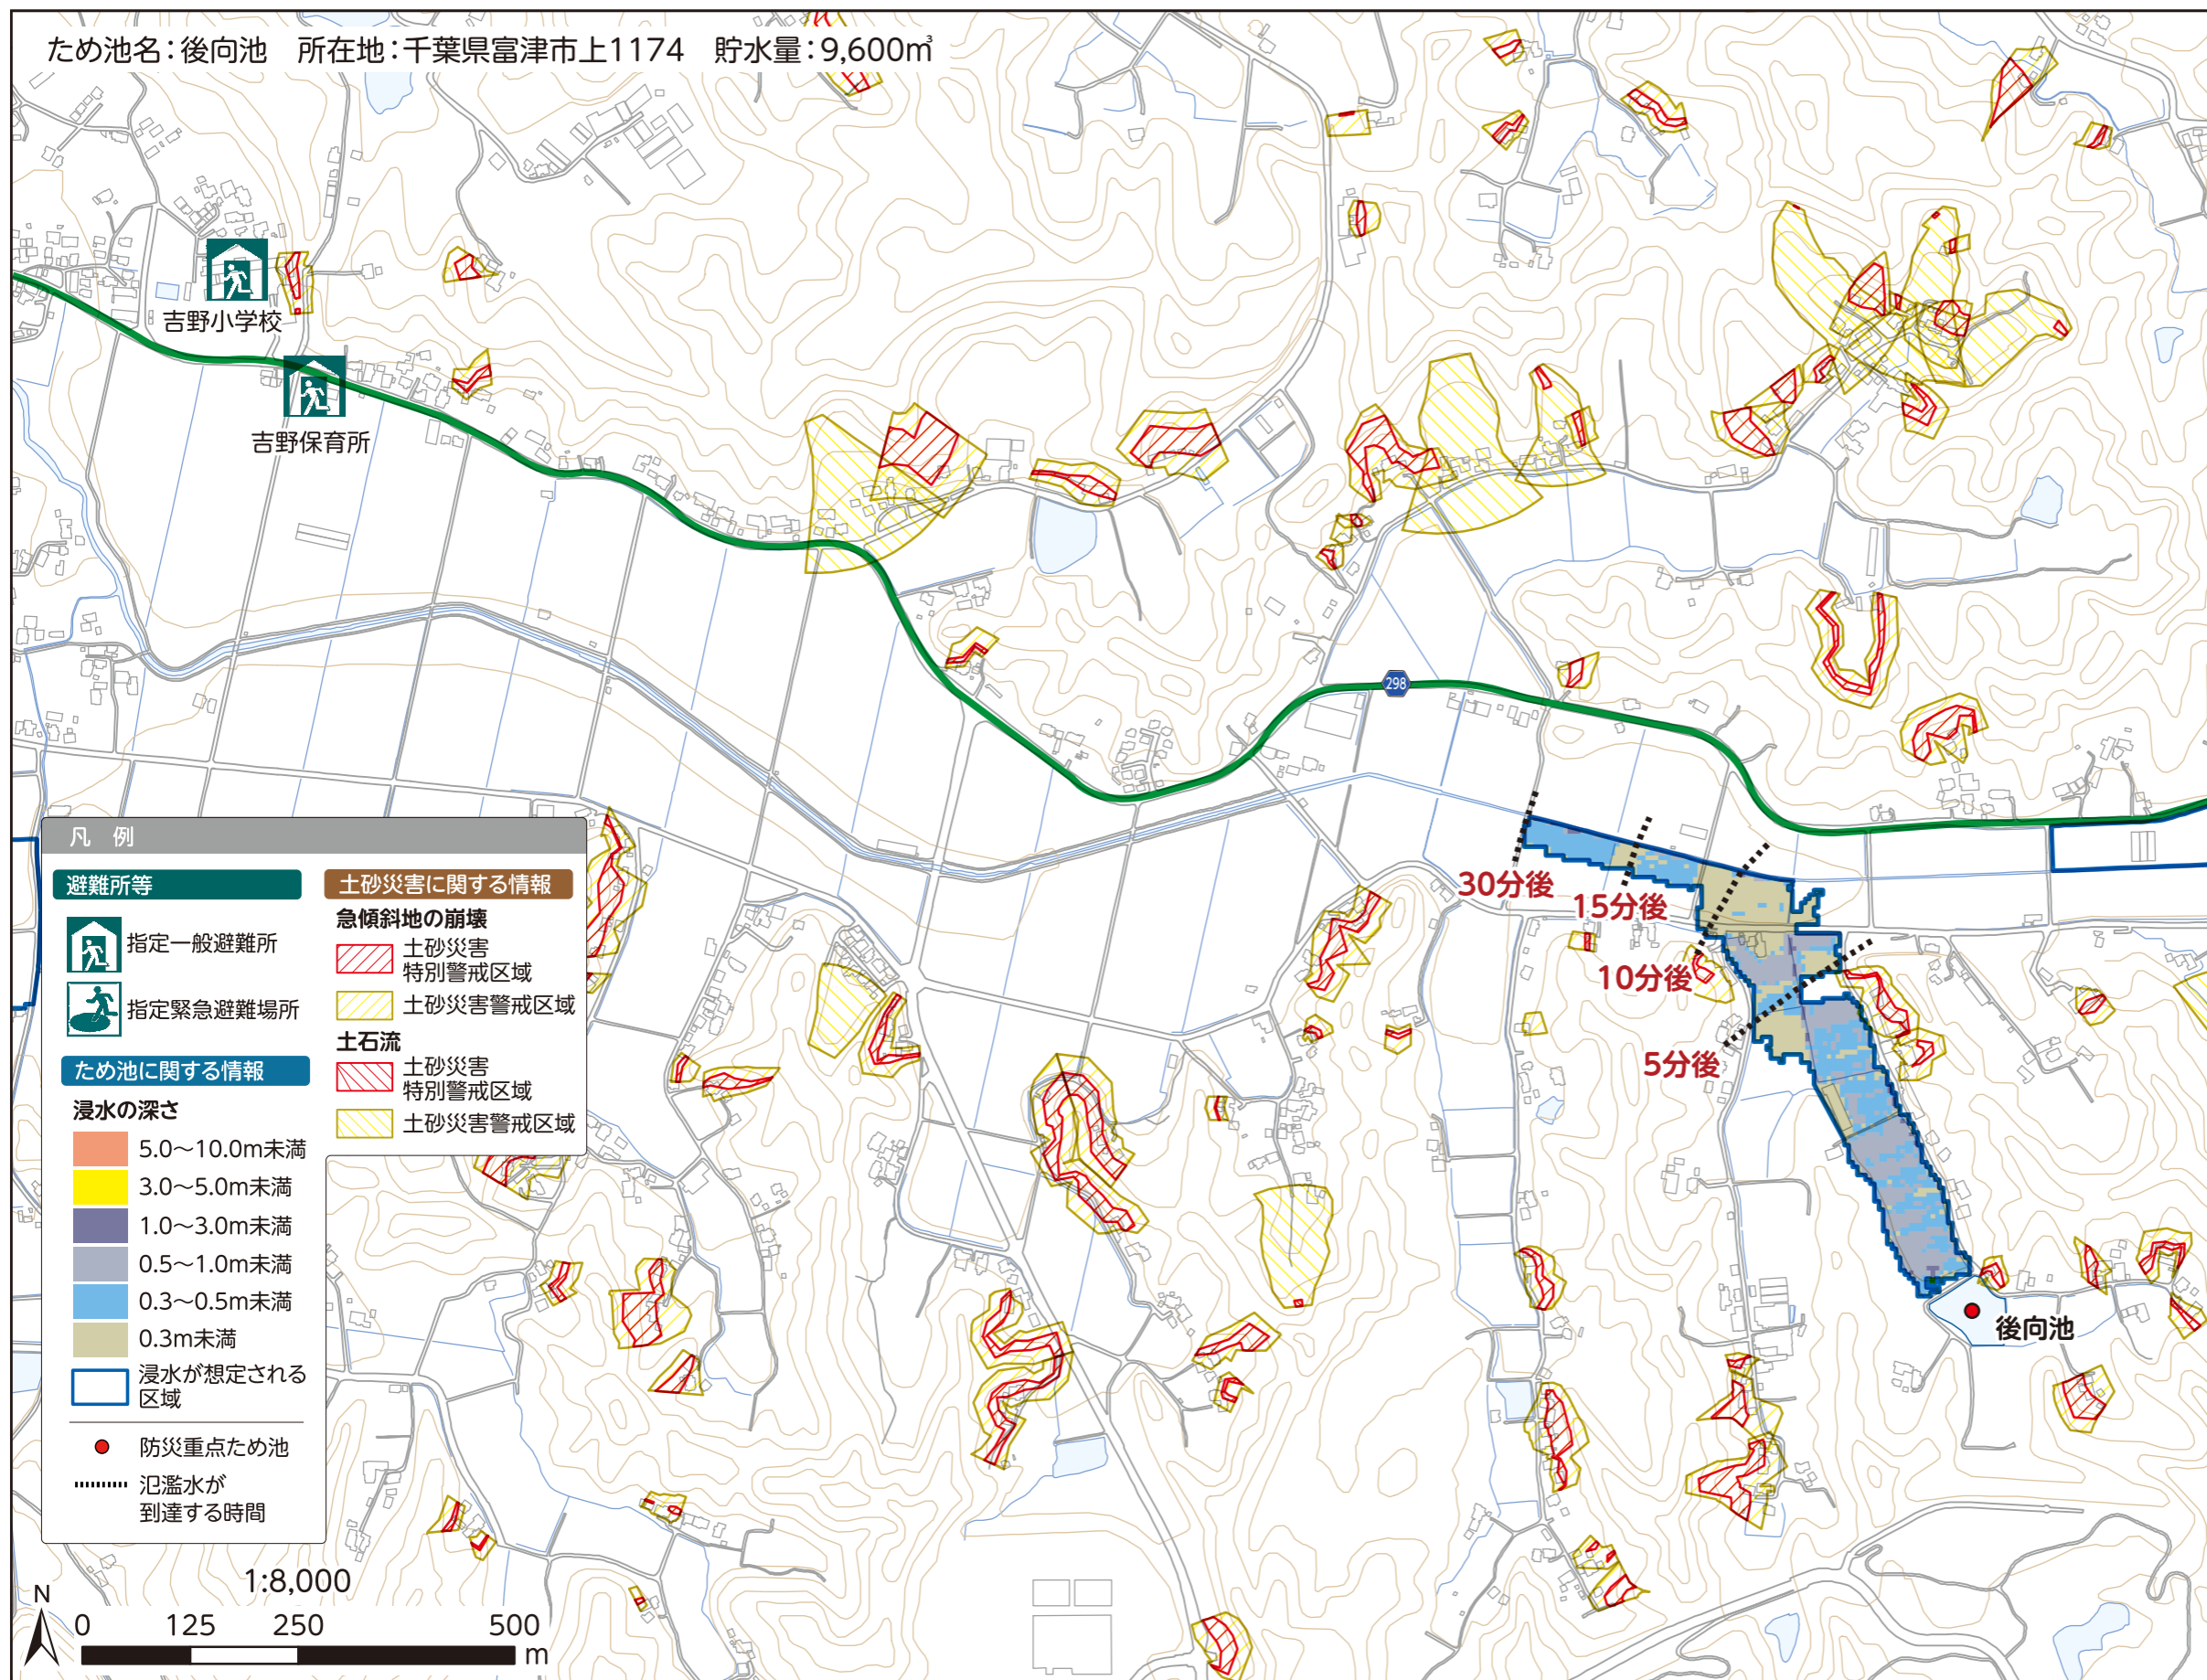 ため池名：後向池　所在地：千葉県富津市上1174　貯水量：9,600㎥
吉野小学校
吉野保育所
298
30分後
15分後
10分後
5分後
後向池
凡　例
避難所等
指定一般避難所
指定緊急避難場所
ため池に関する情報
浸水の深さ
5.0～10.0m未満
3.0～5.0m未満
1.0～3.0m未満
0.5～1.0m未満
0.3～0.5m未満
0.3m未満
浸水が想定される
区域
防災重点ため池
氾濫水が
到達する時間
土砂災害に関する情報
急傾斜地の崩壊
土砂災害
特別警戒区域
土砂災害警戒区域
土石流
土砂災害
特別警戒区域
土砂災害警戒区域
1:8,000
N
0 125 250 500
m